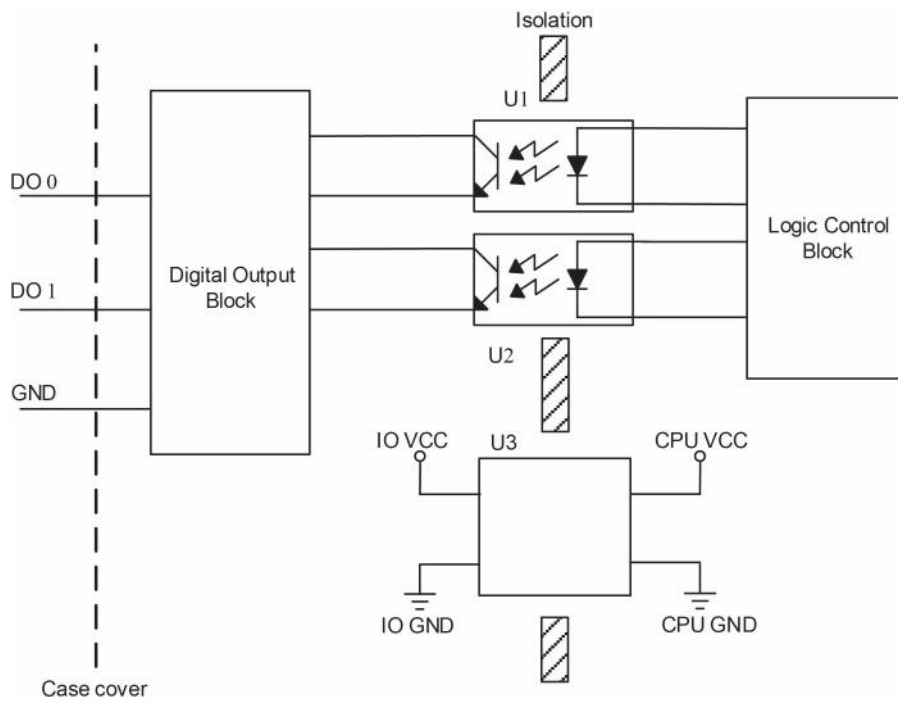 Isolation
U1
DO 0
Logic Control
Block
Digital Output
Block
DO 1
U2
GND
IO VCC
U3
CPU VCC
IO GND
CPU GND
Case cover